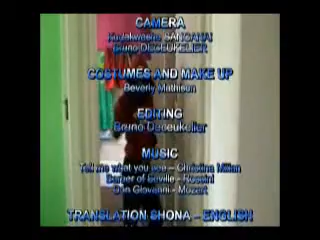 CAMERA
Bruno DECEUKELIER
COSTUMES AND MAKE UP
Beverly Mathison
EDITING
Bruno Deceukelier
MUSIC
Tell me what you see – Christina Milian
Barber of Seville - Rossini
Don Giovanni - Mozart
TRANSLATION SHONA – ENGLISH